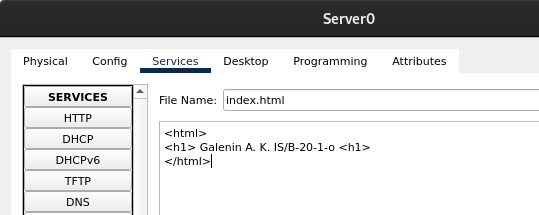 Server0
Physical Config Services Desktop Programming Attributes
SERVICES
HTTP
DHCP
DHCPv6
TFTP
DNS
File Name: index.html
<html>
<h1> Galenin A. K. IS/B-20-1-o <h1>
</html>